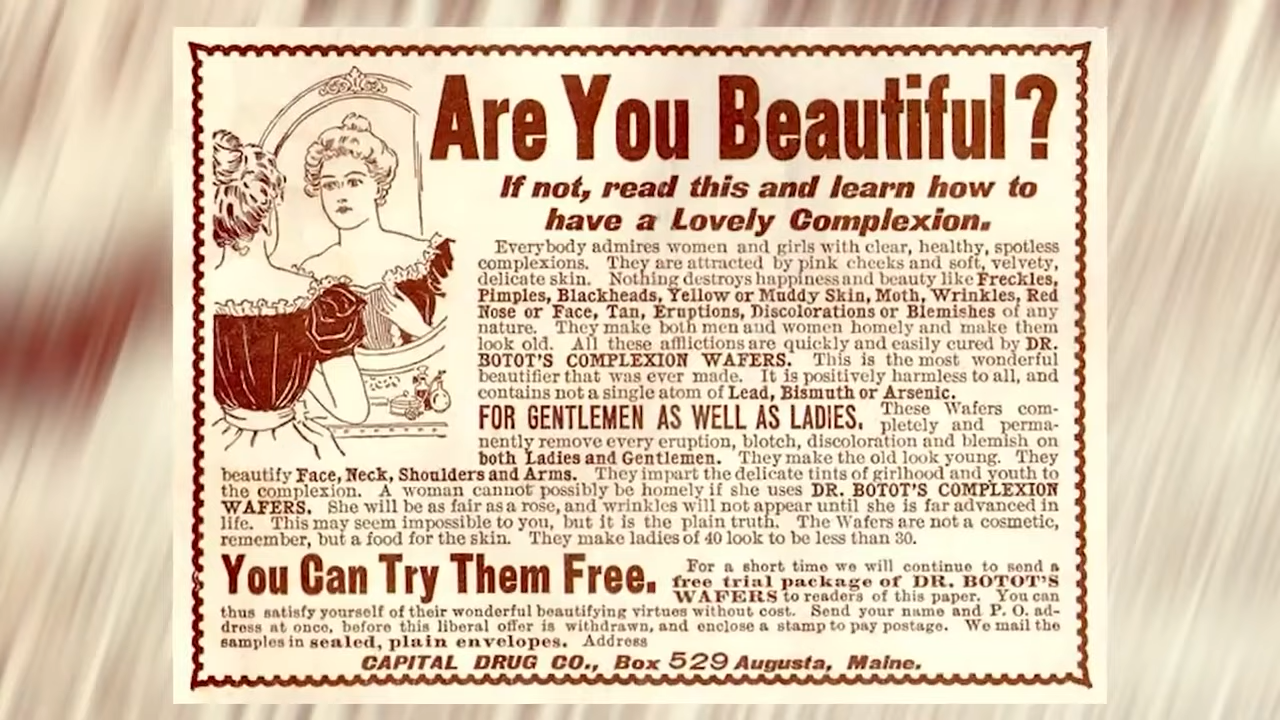 Are You Beautiful?
If not, read this and learn how to
have a Lovely Complexion.
Everybody admires women and girls with clear, healthy, spotless
complexions. They are attracted by pink cheeks and soft, velvety,
delicate skin. Nothing destroys happiness and beauty like Freckles,
Pimples, Blackheads, Yellow or Muddy Skin, Moth, Wrinkles, Red
Nose or Face, Tan, Eruptions, Discolorations or Blemishes of any
nature. They make both men and women homely and make them
look old. All these afflictions are quickly and easily cured by DR.
BOTOT'S COMPLEXION WAFERS. This is the most wonderful
beautifier that was ever made. It is positively harmless to all, and
contains not a single atom of Lead, Bismuth or Arsenic.
FOR GENTLEMEN AS WELL AS LADIES. These Wafers com-
pletely and perma-
nently remove every eruption, blotch, discoloration and blemish on
both Ladies and Gentlemen. They make the old look young. They
beautify Face, Neck, Shoulders and Arms. They impart the delicate tints of girlhood and youth to
the complexion. A woman cannot possibly be homely if she uses DR. BOTOT'S COMPLEXION
WAFERS. She will be as fair as a rose, and wrinkles will not appear until she is far advanced in
life. This may seem impossible to you, but it is the plain truth. The Wafers are not a cosmetic,
remember, but a food for the skin. They make ladies of 40 look to be less than 30.
You Can Try Them Free. For a short time we will continue to send a
free trial package of DR. BOTOT'S
WAFERS to readers of this paper. You can
thus satisfy yourself of their wonderful beautifying virtues without cost. Send your name and P. O. ad-
dress at once, before this liberal offer is withdrawn, and enclose a stamp to pay postage. We mail the
samples in sealed, plain envelopes. Address
CAPITAL DRUG CO., Box 529 Augusta, Maine.